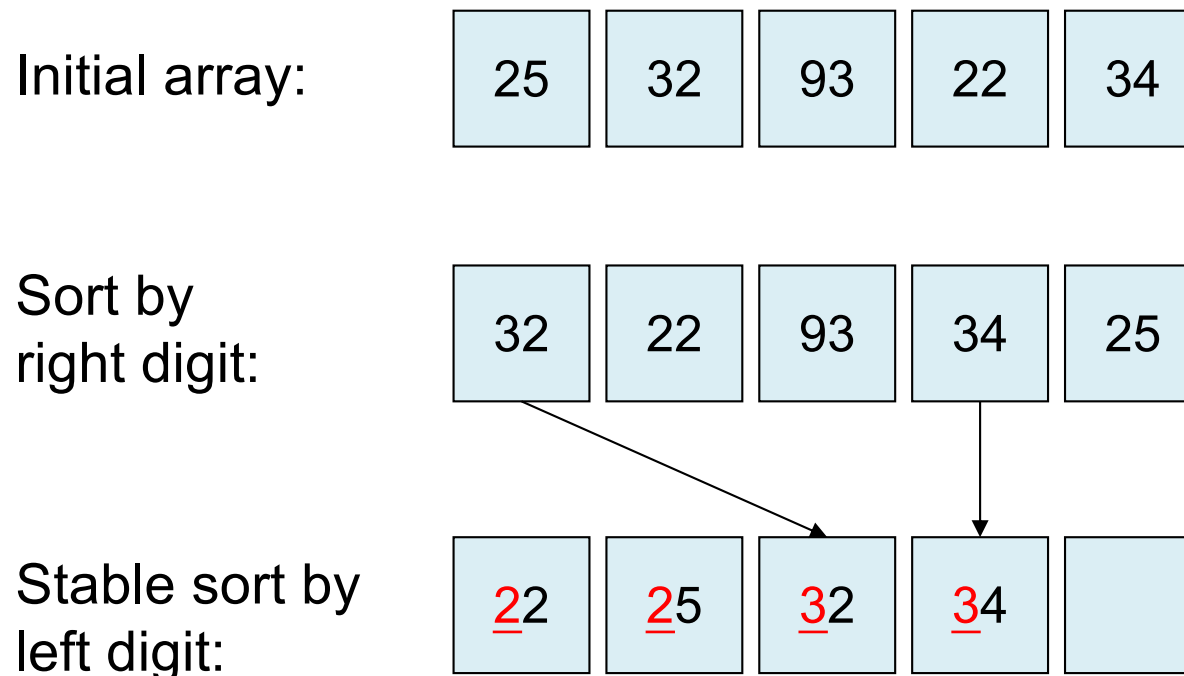 Initial array: 25 32 93 22 34
Sort by
right digit: 32 22 93 34 25
Stable sort by
left digit: 22 25 32 34